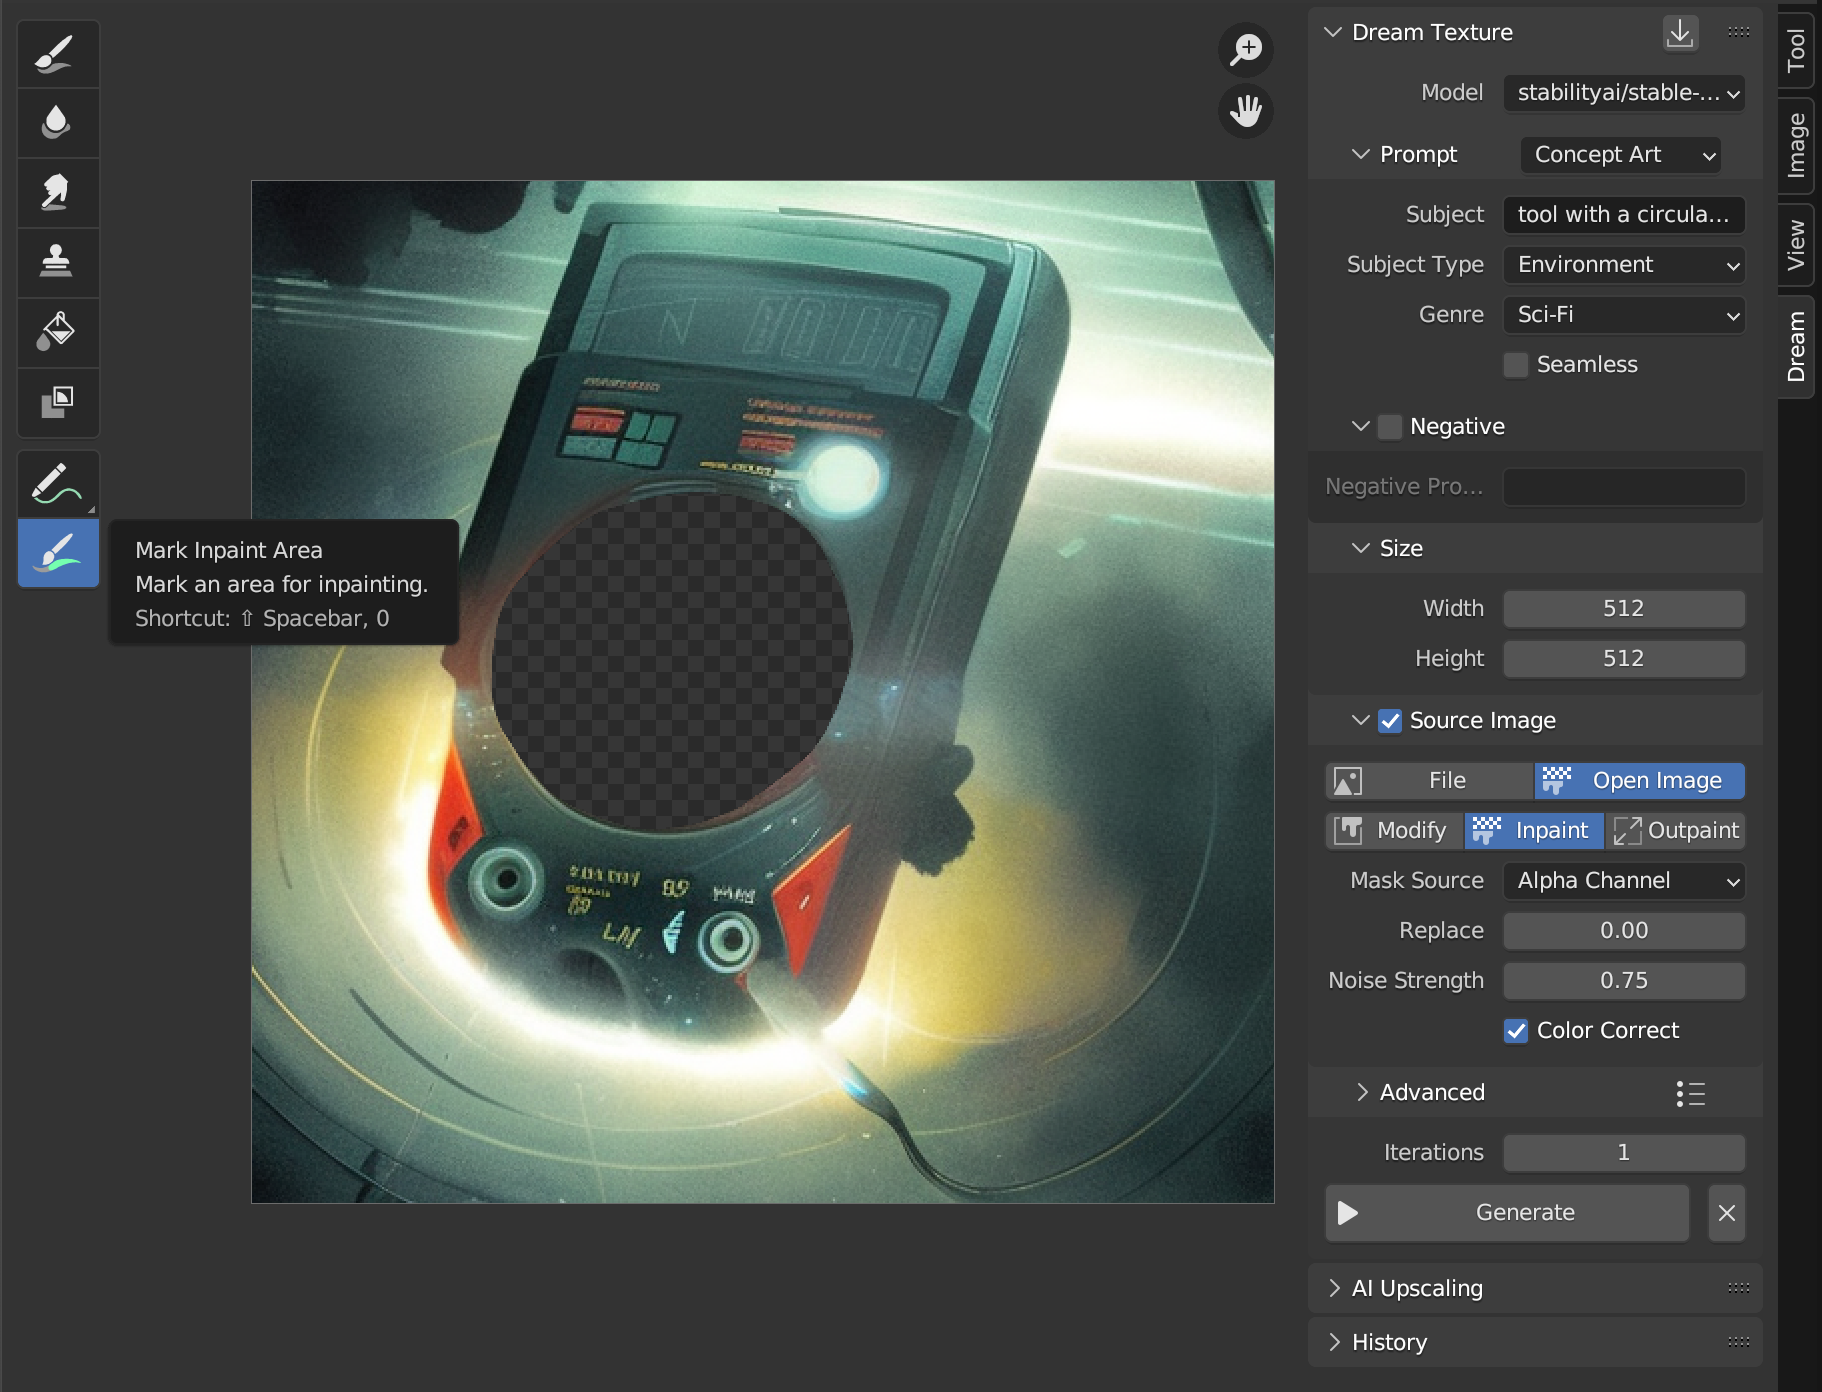 Dream Texture
Model stabilityai/stable-...
Prompt Concept Art
Subject tool with a circula...
Subject Type Environment
Genre Sci-Fi
Seamless
Negative
Negative Pro...
Size
Width 512
Height 512
Source Image
File Open Image
Modify Inpaint Outpaint
Mask Source Alpha Channel
Replace 0.00
Noise Strength 0.75
Color Correct
Advanced
Iterations 1
Generate
AI Upscaling
History
Tool
Image
View
Dream
Mark Inpaint Area
Mark an area for inpainting.
Shortcut: ⇧ Spacebar, 0